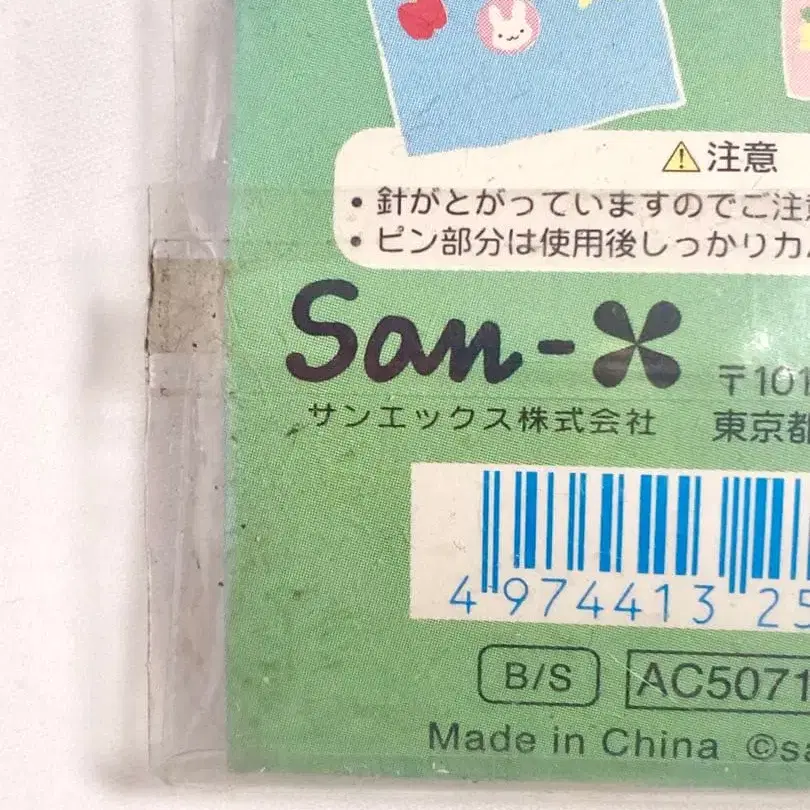 ⚠注意
• 針がとがっていますのでご注
• ピン部分は使用後しっかりカ
San-X
サンエックス株式会社
〒101
東京都
4 974413 25
B/S
AC5071
Made in China ©sa